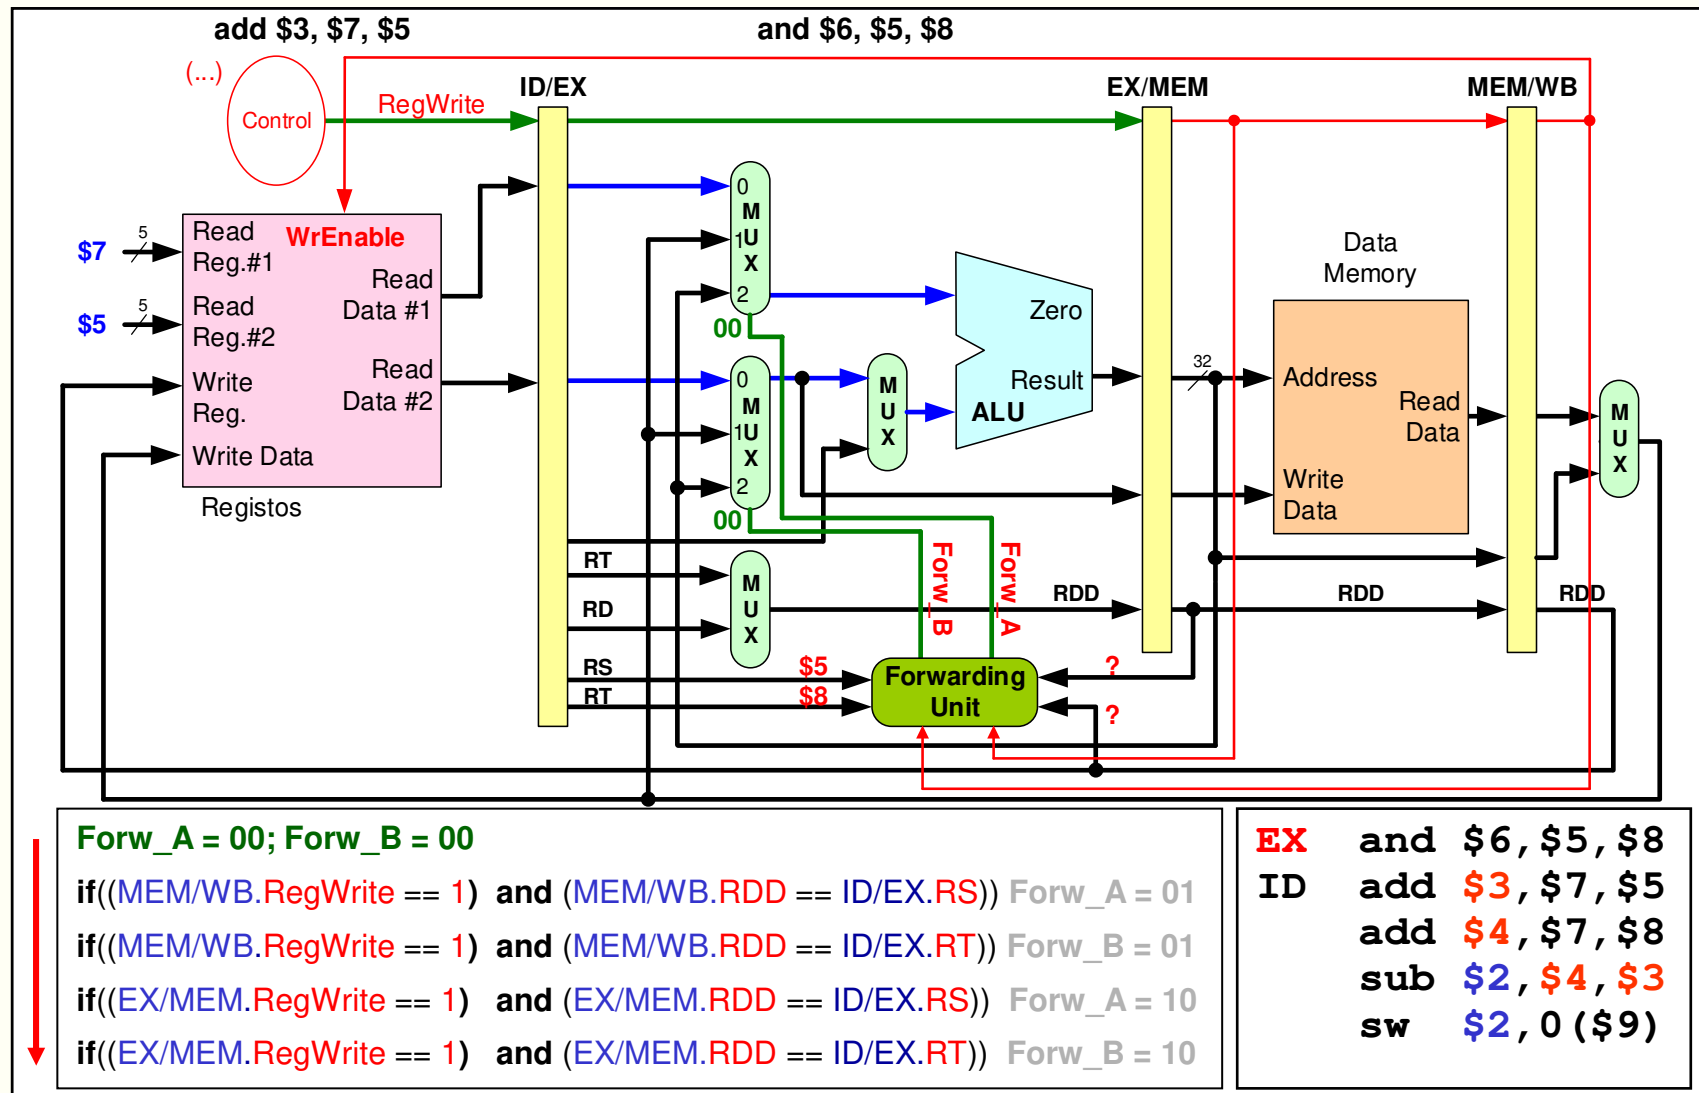 add $3, $7, $5
and $6, $5, $8
(...)
Control
RegWrite
ID/EX
EX/MEM
MEM/WB
$7
5
Read
Reg.#1
WrEnable
Read
Data #1
$5
5
Read
Reg.#2
Write
Reg.
Read
Data #2
Write Data
Registos
0
M
1U
X
2
00
0
M
1U
X
2
00
M
U
X
Zero
Result
ALU
32
Data
Memory
Address
Read
Data
Write
Data
M
U
X
RT
RD
M
U
X
Forw_B
Forw_A
RDD
RDD
RDD
RS
$5
RT
$8
Forwarding
Unit
?
?
Forw_A = 00; Forw_B = 00
if((MEM/WB.RegWrite == 1) and (MEM/WB.RDD == ID/EX.RS)) Forw_A = 01
if((MEM/WB.RegWrite == 1) and (MEM/WB.RDD == ID/EX.RT)) Forw_B = 01
if((EX/MEM.RegWrite == 1) and (EX/MEM.RDD == ID/EX.RS)) Forw_A = 10
if((EX/MEM.RegWrite == 1) and (EX/MEM.RDD == ID/EX.RT)) Forw_B = 10
EX and $6,$5,$8
ID add $3,$7,$5
add $4,$7,$8
sub $2,$4,$3
sw $2,0($9)